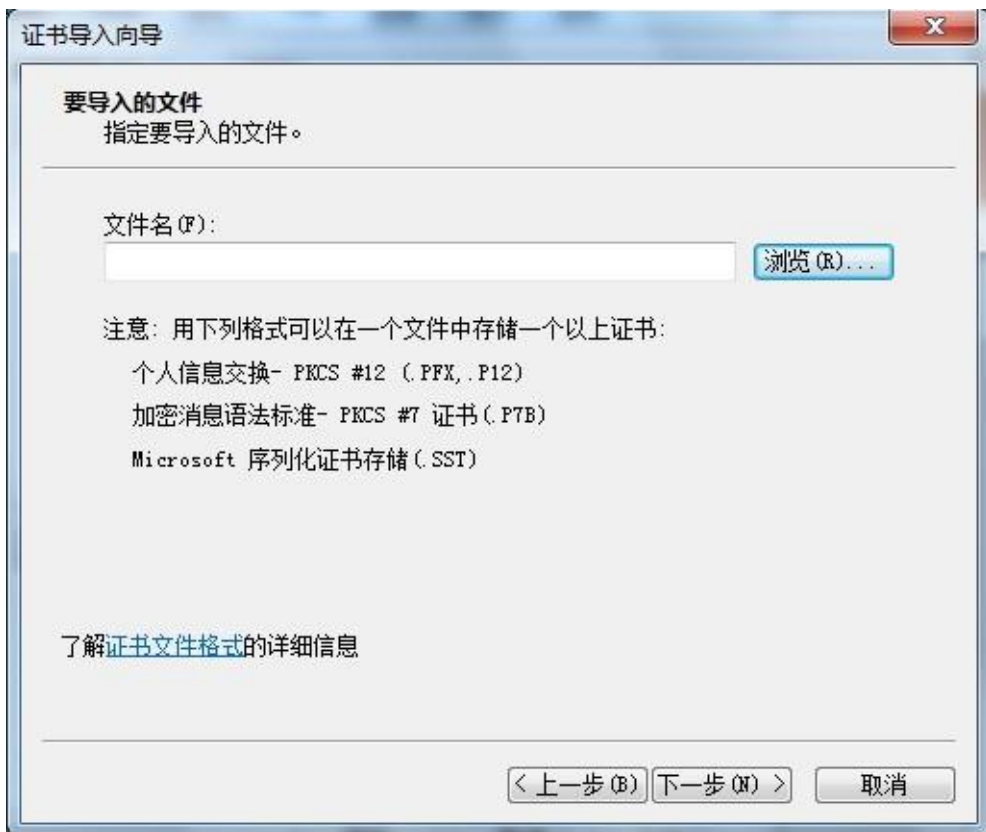 证书导入向导
要导入的文件
指定要导入的文件。
文件名(F):
浏览(R)...
注意: 用下列格式可以在一个文件中存储一个以上证书:
个人信息交换- PKCS #12 (.PFX,.P12)
加密消息语法标准- PKCS #7 证书(.P7B)
Microsoft 序列化证书存储(.SST)
了解证书文件格式的详细信息
< 上一步(B) 下一步(N) > 取消